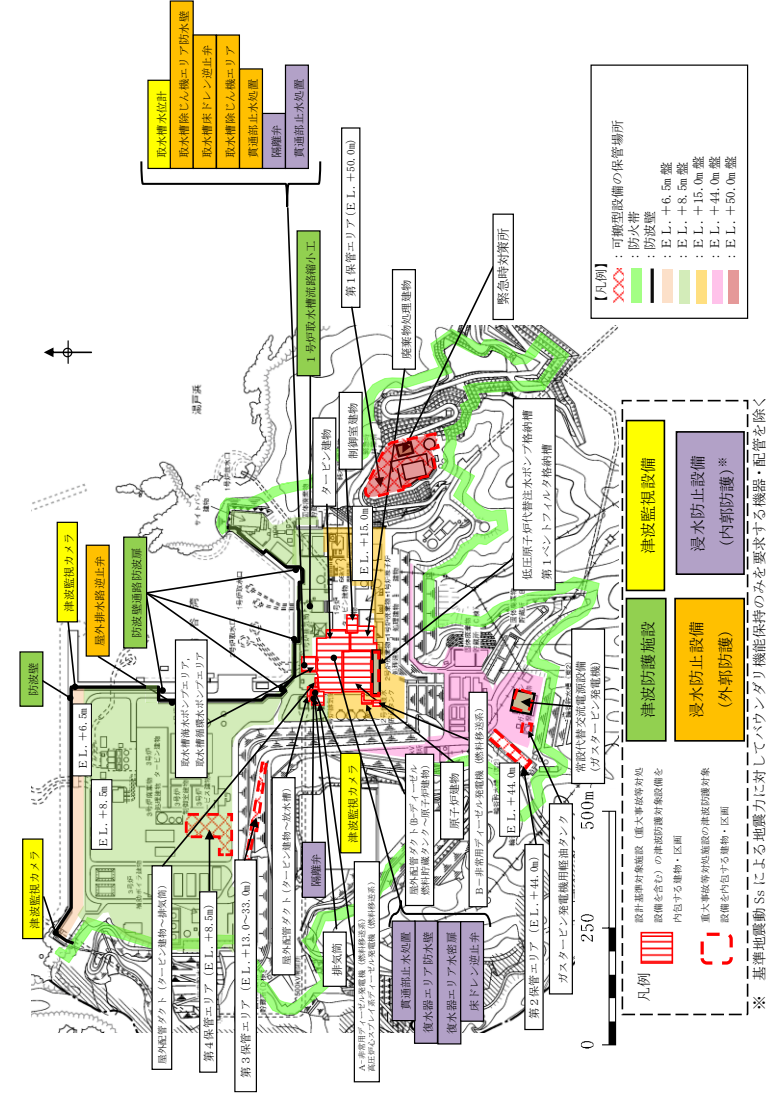 取水槽水位計
取水槽除じん機エリア防水壁
取水槽床ドレン逆止弁
取水槽除じん機エリア
貫通部止水処置
隔離弁
貫通部止水処置
1号炉取水槽流路縮小工
第1保管エリア(EL.+50.0m)
タービン建物
制御室建物
EL.+15.0m
廃棄物処理建物
緊急時対策所
低圧原子炉代替注水ポンプ格納槽
第1ベントフィルタ格納槽
湯戸浜
サイトバンカ
建物
津波監視カメラ
屋外排水路逆止弁
防波壁通路防波扉
防波壁
津波監視カメラ
EL.+6.5m
EL.+8.5m
取水槽海水ポンプエリア,
取水槽循環水ポンプエリア
屋外配管ダクト(タービン建物~排気筒)
第4保管エリア(EL.+8.5m)
第3保管エリア(EL.+13.0~33.0m)
屋外配管ダクト(タービン建物~放水槽)
隔離弁
排気筒
津波監視カメラ
A-非常用ディーゼル発電機(燃料移送系)
高圧炉心スプレイ系ディーゼル発電機(燃料移送系)
貫通部止水処置
復水器エリア防水壁
復水器エリア水密扉
床ドレン逆止弁
屋外配管ダクト(B-ディーゼル
燃料貯蔵タンク~原子炉建物)
原子炉建物
B-非常用ディーゼル発電機(燃料移送系)
EL.+44.0m
第2保管エリア(EL.+44.0m)
ガスタービン発電機用軽油タンク
常設代替交流電源設備
(ガスタービン発電機)
0
250
500m
【凡例】
:可搬型設備の保管場所
:防火帯
:防波壁
:EL.+6.5m盤
:EL.+8.5m盤
:EL.+15.0m盤
:EL.+44.0m盤
:EL.+50.0m盤
凡例
設計基準対象施設(重大事故等対処
設備を含む)の津波防護対象設備を
内包する建物・区画
重大事故等対処施設の津波防護対象
設備を内包する建物・区画
津波防護施設
津波監視設備
浸水防止設備
(外郭防護)
浸水防止設備
(内郭防護)※
※ 基準地震動Ssによる地震力に対してバウンダリ機能保持のみを要求する機器・配管を除く